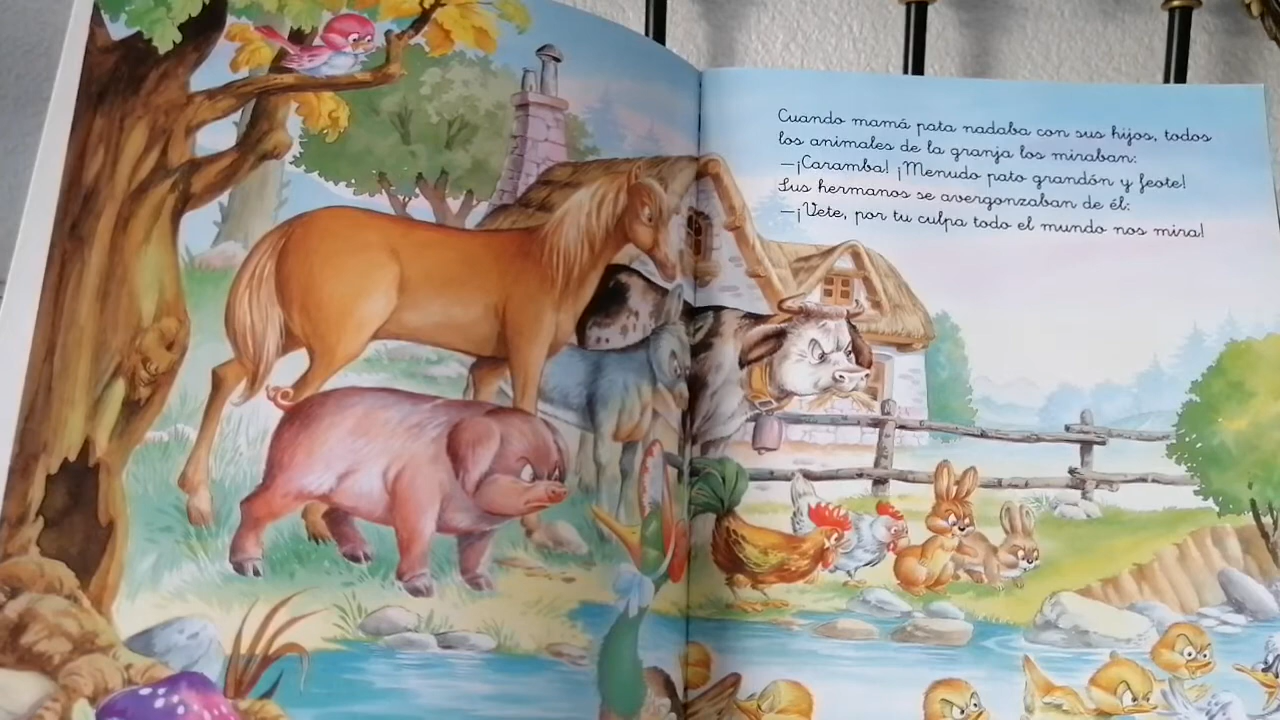 Cuando mamá pata nadaba con sus hijos, todos
los animales de la granja los miraban:
—¡Caramba! ¡Menudo pato grandón y feote!
Sus hermanos se avergonzaban de él:
—¡Vete, por tu culpa todo el mundo nos mira!